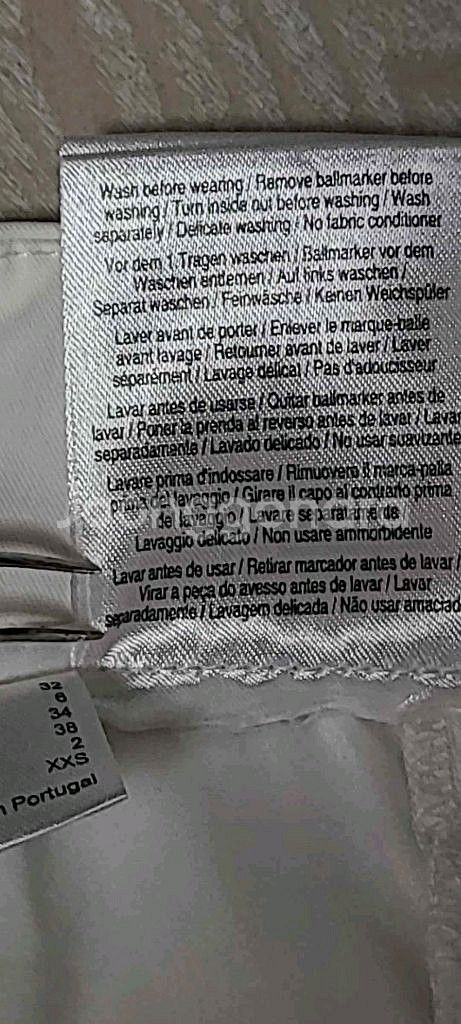 Wash before wearing / Remove ballmarker before
washing / Turn inside out before washing / Wash
separately / Delicate washing / No fabric conditioner
Vor dem 1 Tragen waschen / Ballmarker vor dem
Waschen entfernen / Auf links waschen /
Separat waschen / Feinwäsche / Keinen Weichspüler
Laver avant de porter / Enlever le marque-balle
avant lavage / Retourner avant de laver / Laver
séparément / Lavage délicat / Pas d'adoucisseur
Lavar antes de usarse / Quitar ballmarker antes de
lavar / Poner la prenda al reverso antes de lavar / Lavar
separadamente / Lavado delicado / No usar suavizante
Lavare prima d'indossare / Rimuovere il marca-palla
prima del lavaggio / Girare il capo al contrario prima
del lavaggio / Lavare separatamente
Lavaggio delicato / Non usare ammorbidente
Lavar antes de usar / Retirar marcador antes de lavar /
Virar a peça do avesso antes de lavar / Lavar
separadamente / Lavagem delicada / Não usar amaciad
32
6
34
38
2
XXS
n Portugal